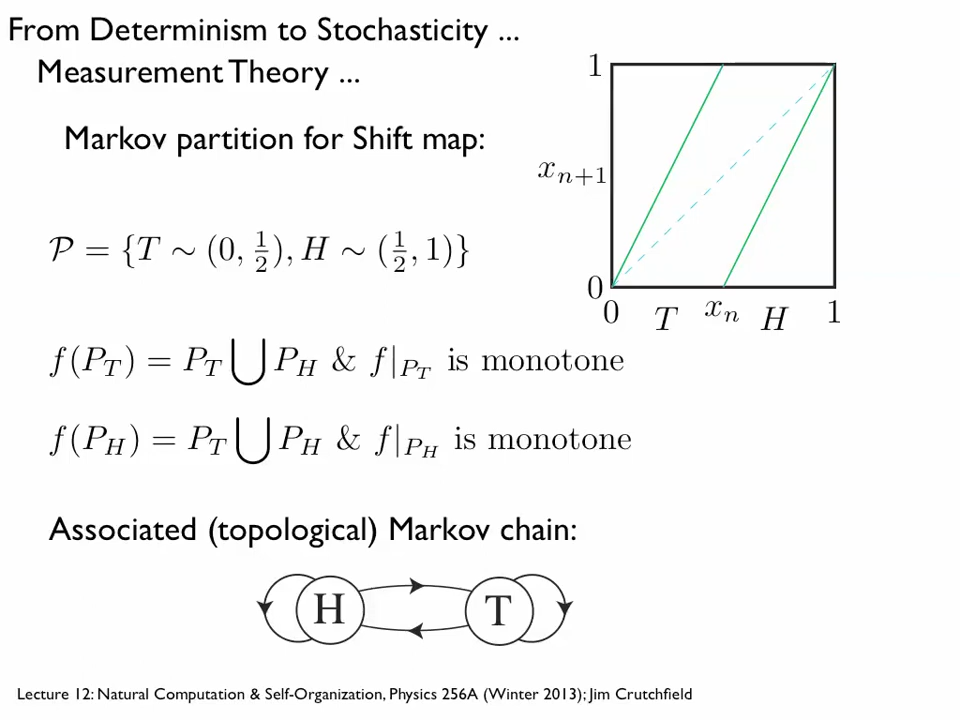 From Determinism to Stochasticity ...
Measurement Theory ...
Markov partition for Shift map:
1
xₙ₊₁
0
0 T xₙ H 1
𝒫 = {T ∼ (0, 1/2), H ∼ (1/2, 1)}
f(P_T) = P_T ⋃ P_H & f|_{P_T} is monotone
f(P_H) = P_T ⋃ P_H & f|_{P_H} is monotone
Associated (topological) Markov chain:
H T
Lecture 12: Natural Computation & Self-Organization, Physics 256A (Winter 2013); Jim Crutchfield